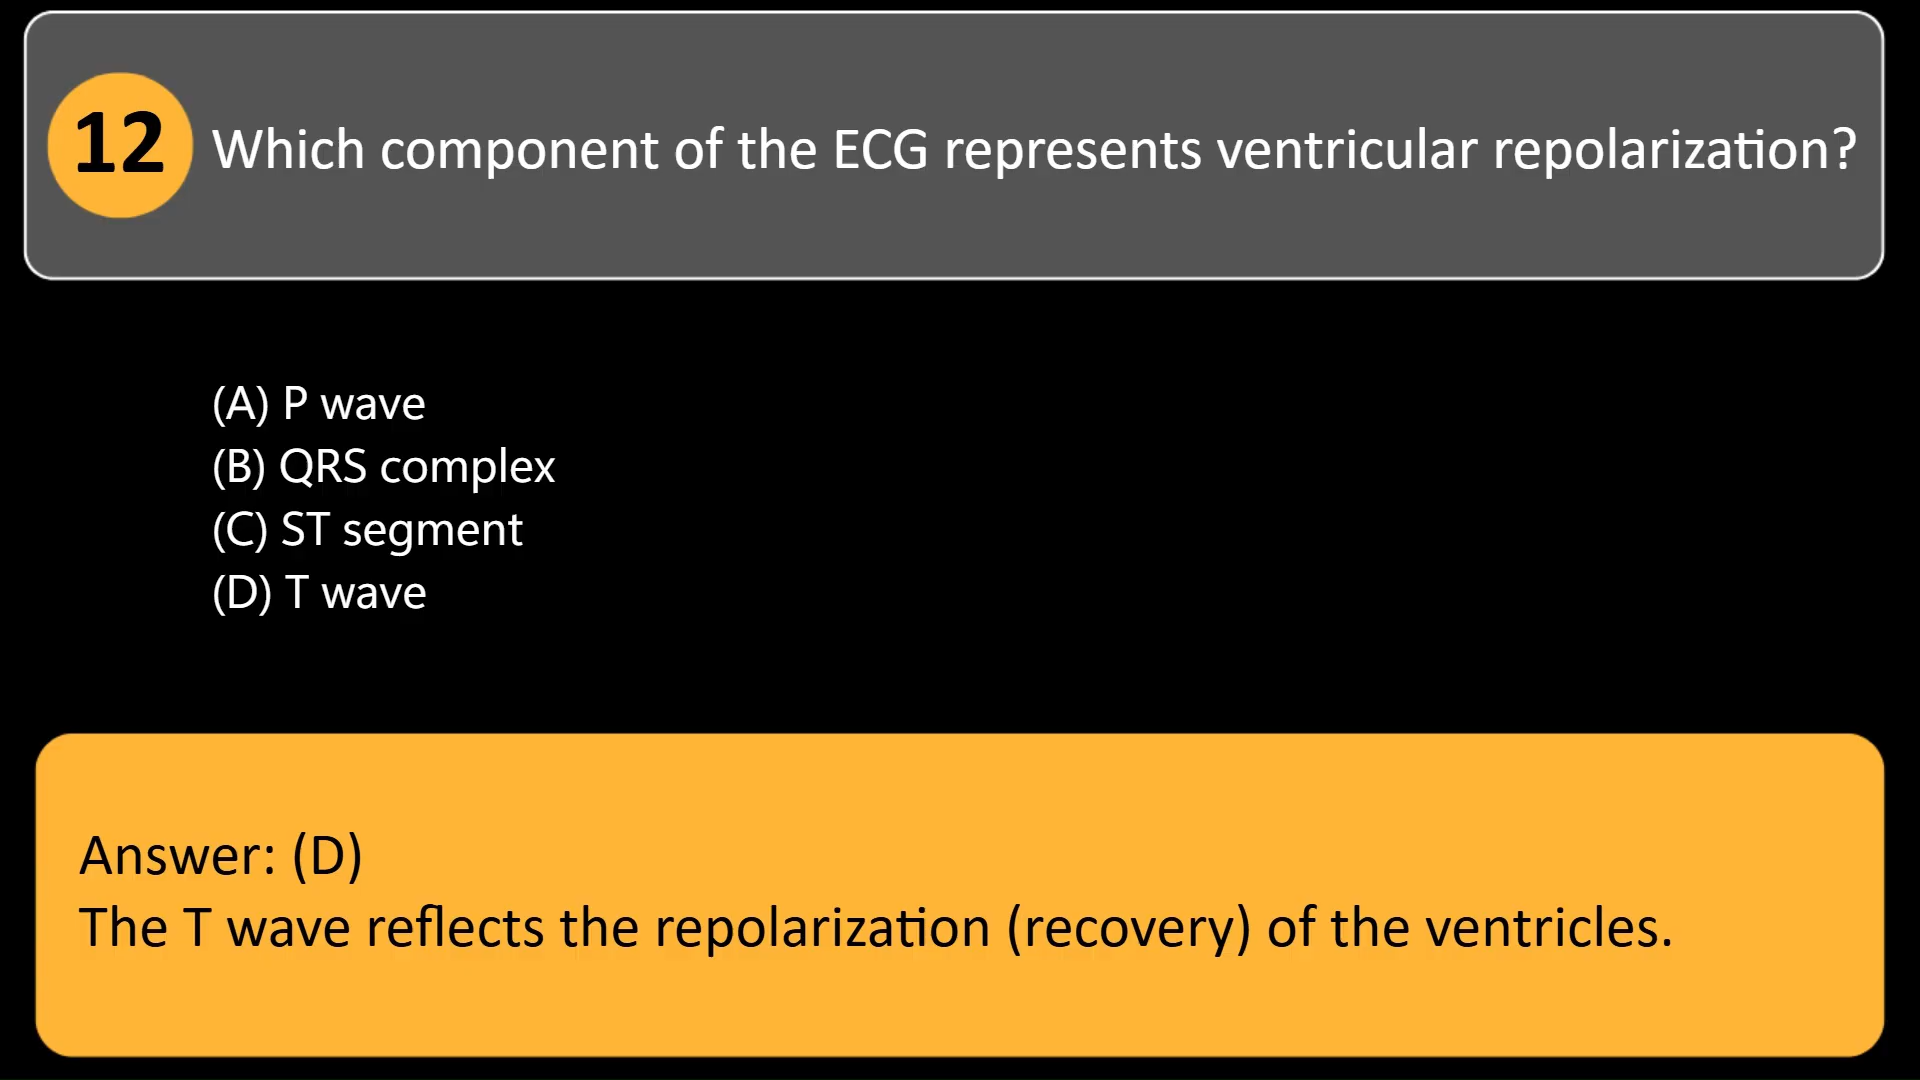 12 Which component of the ECG represents ventricular repolarization?
(A) P wave
(B) QRS complex
(C) ST segment
(D) T wave
Answer: (D)
The T wave reflects the repolarization (recovery) of the ventricles.